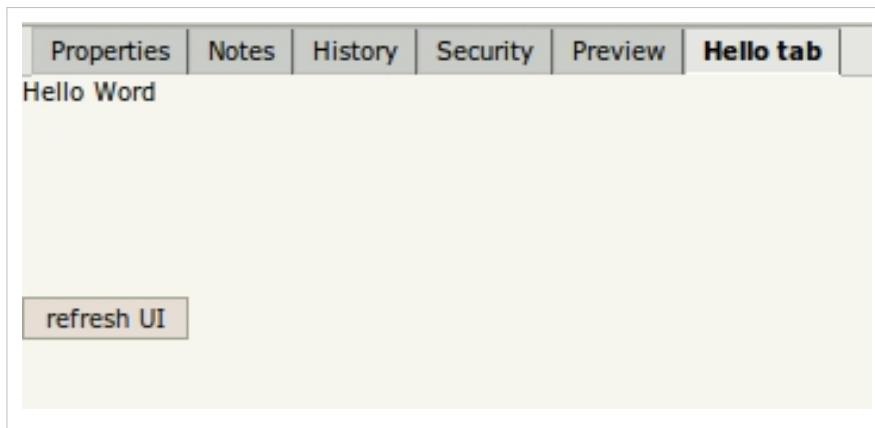 Properties Notes History Security Preview Hello tab
Hello Word
refresh UI